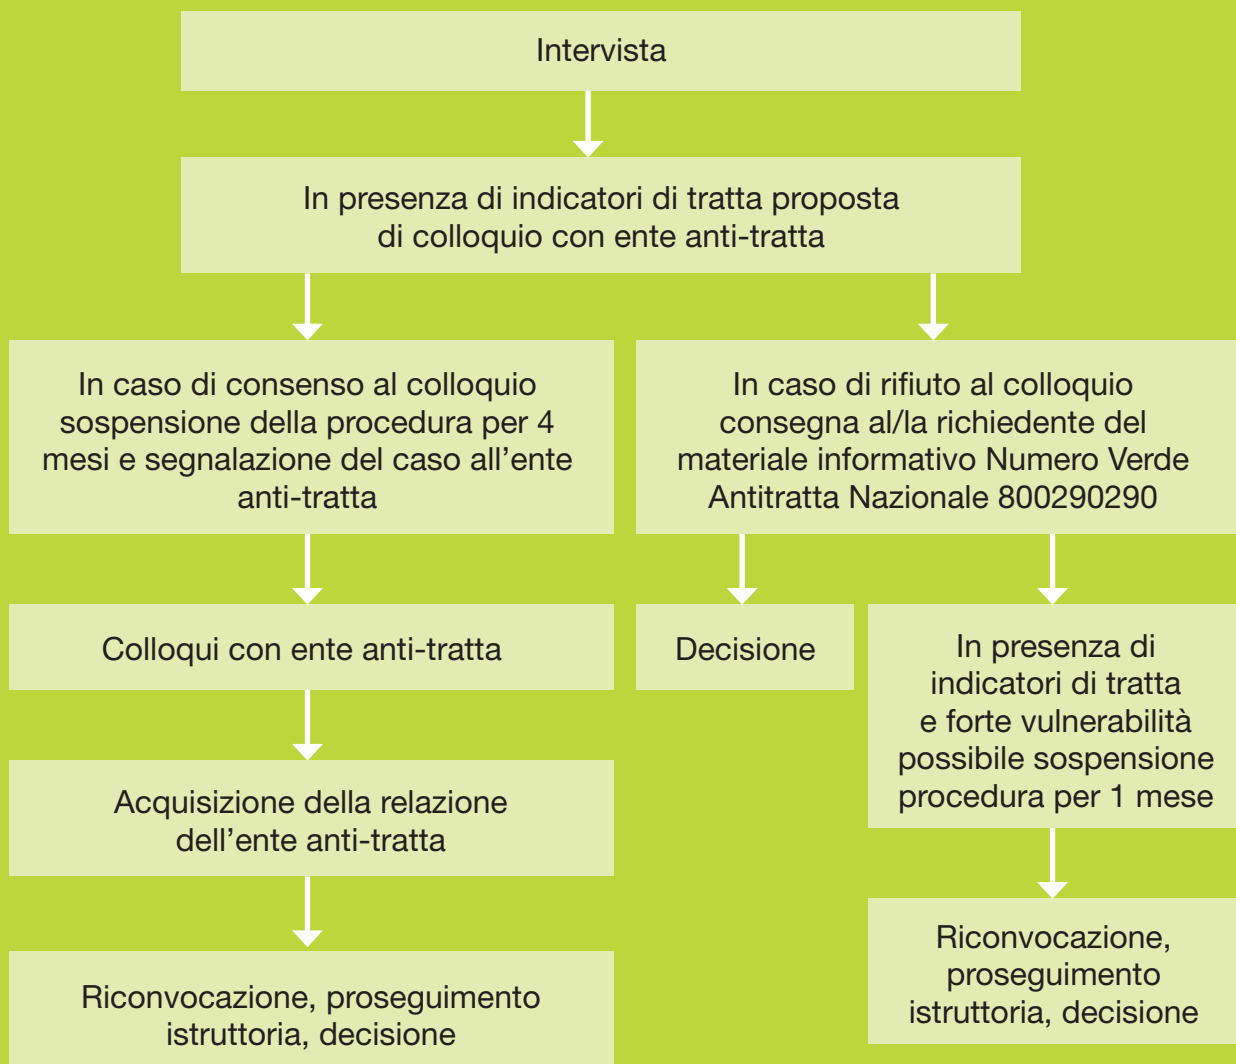 Intervista
In presenza di indicatori di tratta proposta
di colloquio con ente anti-tratta
In caso di consenso al colloquio
sospensione della procedura per 4
mesi e segnalazione del caso all’ente
anti-tratta
In caso di rifiuto al colloquio
consegna al/la richiedente del
materiale informativo Numero Verde
Antitratta Nazionale 800290290
Colloqui con ente anti-tratta
Decisione
In presenza di
indicatori di tratta
e forte vulnerabilità
possibile sospensione
procedura per 1 mese
Acquisizione della relazione
dell’ente anti-tratta
Riconvocazione, proseguimento
istruttoria, decisione
Riconvocazione,
proseguimento
istruttoria, decisione